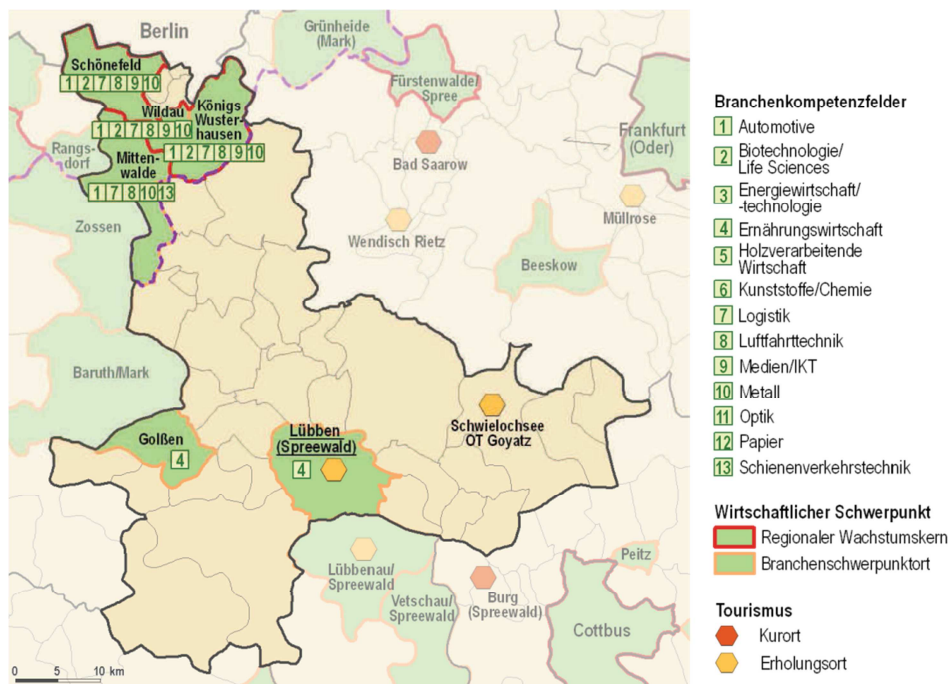 Berlin
Grünheide
(Mark)
Schönefeld
1 2 7 8 9 10
Fürstenwalde/
Spree
Wildau
1 2 7 8 9 10
Königs
Wuster-
hausen
1 2 7 8 9 10
Rangs-
dorf
Mitten-
walde
1 7 8 10 13
Bad Saarow
Frankfurt
(Oder)
Zossen
Wendisch Rietz
Müllrose
Beeskow
Baruth/Mark
Golßen
4
Lübben
(Spreewald)
4
Schwielochsee
OT Goyatz
Lübbenau/
Spreewald
Vetschau/
Spreewald
Burg
(Spreewald)
Peitz
Cottbus
0 5 10 km
Branchenkompetenzfelder
1 Automotive
2 Biotechnologie/
Life Sciences
3 Energiewirtschaft/
-technologie
4 Ernährungswirtschaft
5 Holzverarbeitende
Wirtschaft
6 Kunststoffe/Chemie
7 Logistik
8 Luftfahrttechnik
9 Medien/IKT
10 Metall
11 Optik
12 Papier
13 Schienenverkehrstechnik
Wirtschaftlicher Schwerpunkt
Regionaler Wachstumskern
Branchenschwerpunktort
Tourismus
Kurort
Erholungsort